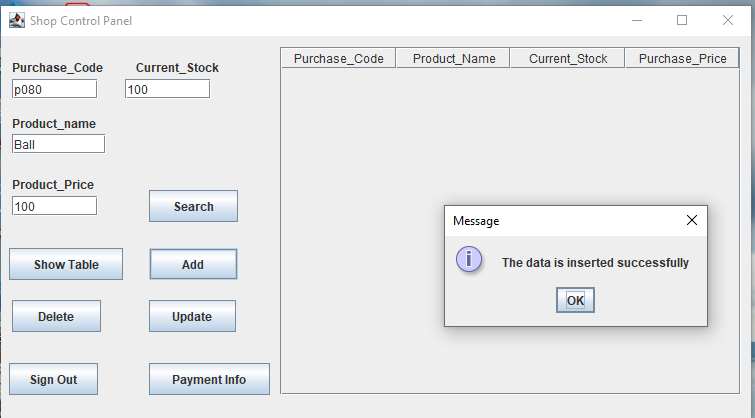 Shop Control Panel
Purchase_Code
Current_Stock
p080
100
Product_name
Ball
Product_Price
100
Search
Show Table
Add
Delete
Update
Sign Out
Payment Info
Purchase_Code Product_Name Current_Stock Purchase_Price
Message
The data is inserted successfully
OK